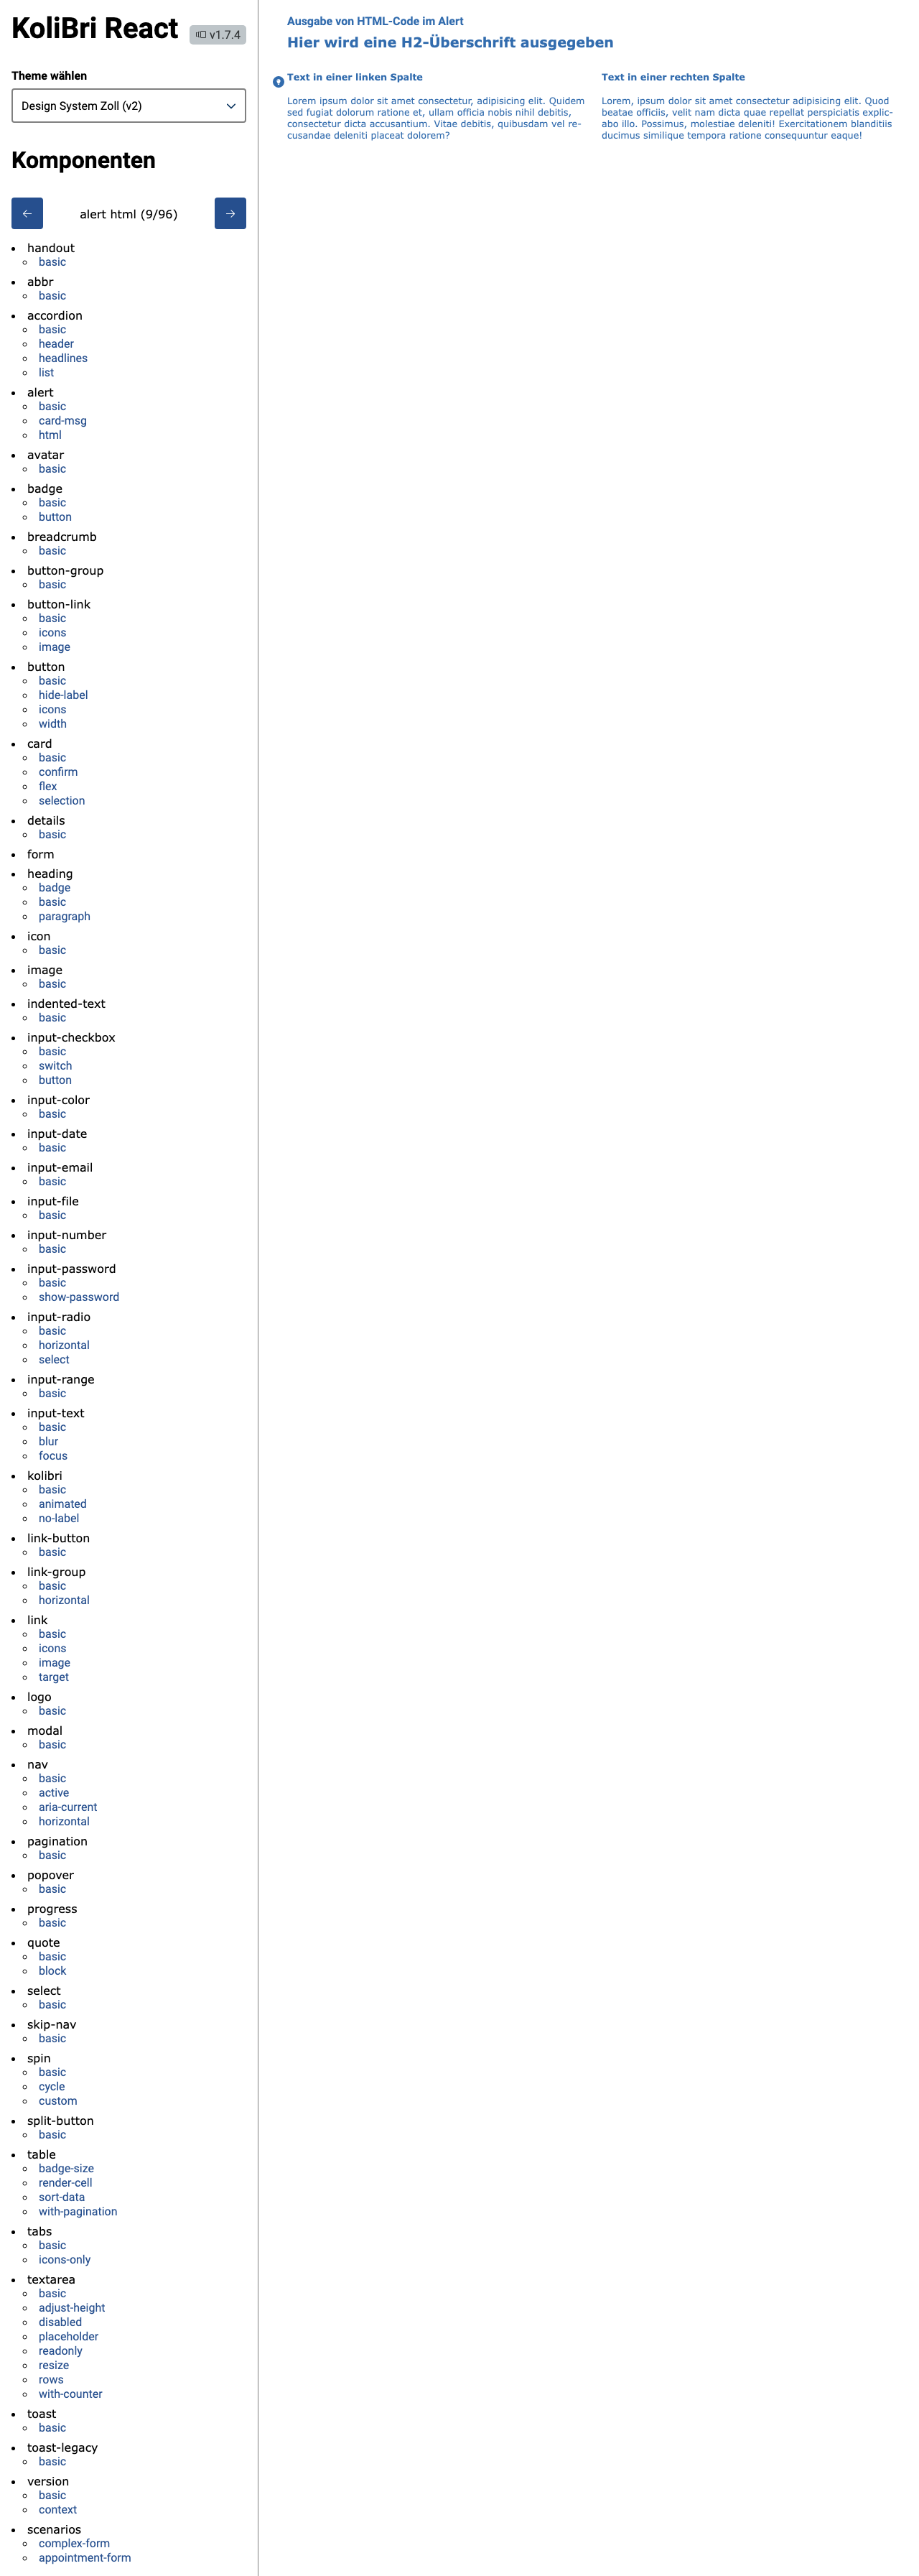 KoliBri React
v1.7.4
Theme wählen
Design System Zoll (v2)
Komponenten
alert html (9/96)
handout
basic
abbr
basic
accordion
basic
header
headlines
list
alert
basic
card-msg
html
avatar
basic
badge
basic
button
breadcrumb
basic
button-group
basic
button-link
basic
icons
image
button
basic
hide-label
icons
width
card
basic
confirm
flex
selection
details
basic
form
heading
badge
basic
paragraph
icon
basic
image
basic
indented-text
basic
input-checkbox
basic
switch
button
input-color
basic
input-date
basic
input-email
basic
input-file
basic
input-number
basic
input-password
basic
show-password
input-radio
basic
horizontal
select
input-range
basic
input-text
basic
blur
focus
kolibri
basic
animated
no-label
link-button
basic
link-group
basic
horizontal
link
basic
icons
image
target
logo
basic
modal
basic
nav
basic
active
aria-current
horizontal
pagination
basic
popover
basic
progress
basic
quote
basic
block
select
basic
skip-nav
basic
spin
basic
cycle
custom
split-button
basic
table
badge-size
render-cell
sort-data
with-pagination
tabs
basic
icons-only
textarea
basic
adjust-height
disabled
placeholder
readonly
resize
rows
with-counter
toast
basic
toast-legacy
basic
version
basic
context
scenarios
complex-form
appointment-form
Ausgabe von HTML-Code im Alert
Hier wird eine H2-Überschrift ausgegeben
Text in einer linken Spalte
Lorem ipsum dolor sit amet consectetur, adipisicing elit. Quidem
sed fugiat dolorum ratione et, ullam officia nobis nihil debitis,
consectetur dicta accusantium. Vitae debitis, quibusdam vel re-
cusandae deleniti placeat dolorem?
Text in einer rechten Spalte
Lorem, ipsum dolor sit amet consectetur adipisicing elit. Quod
beatae officiis, velit nam dicta quae repellat perspiciatis explic-
abo illo. Possimus, molestiae deleniti! Exercitationem blanditiis
ducimus similique tempora ratione consequuntur eaque!